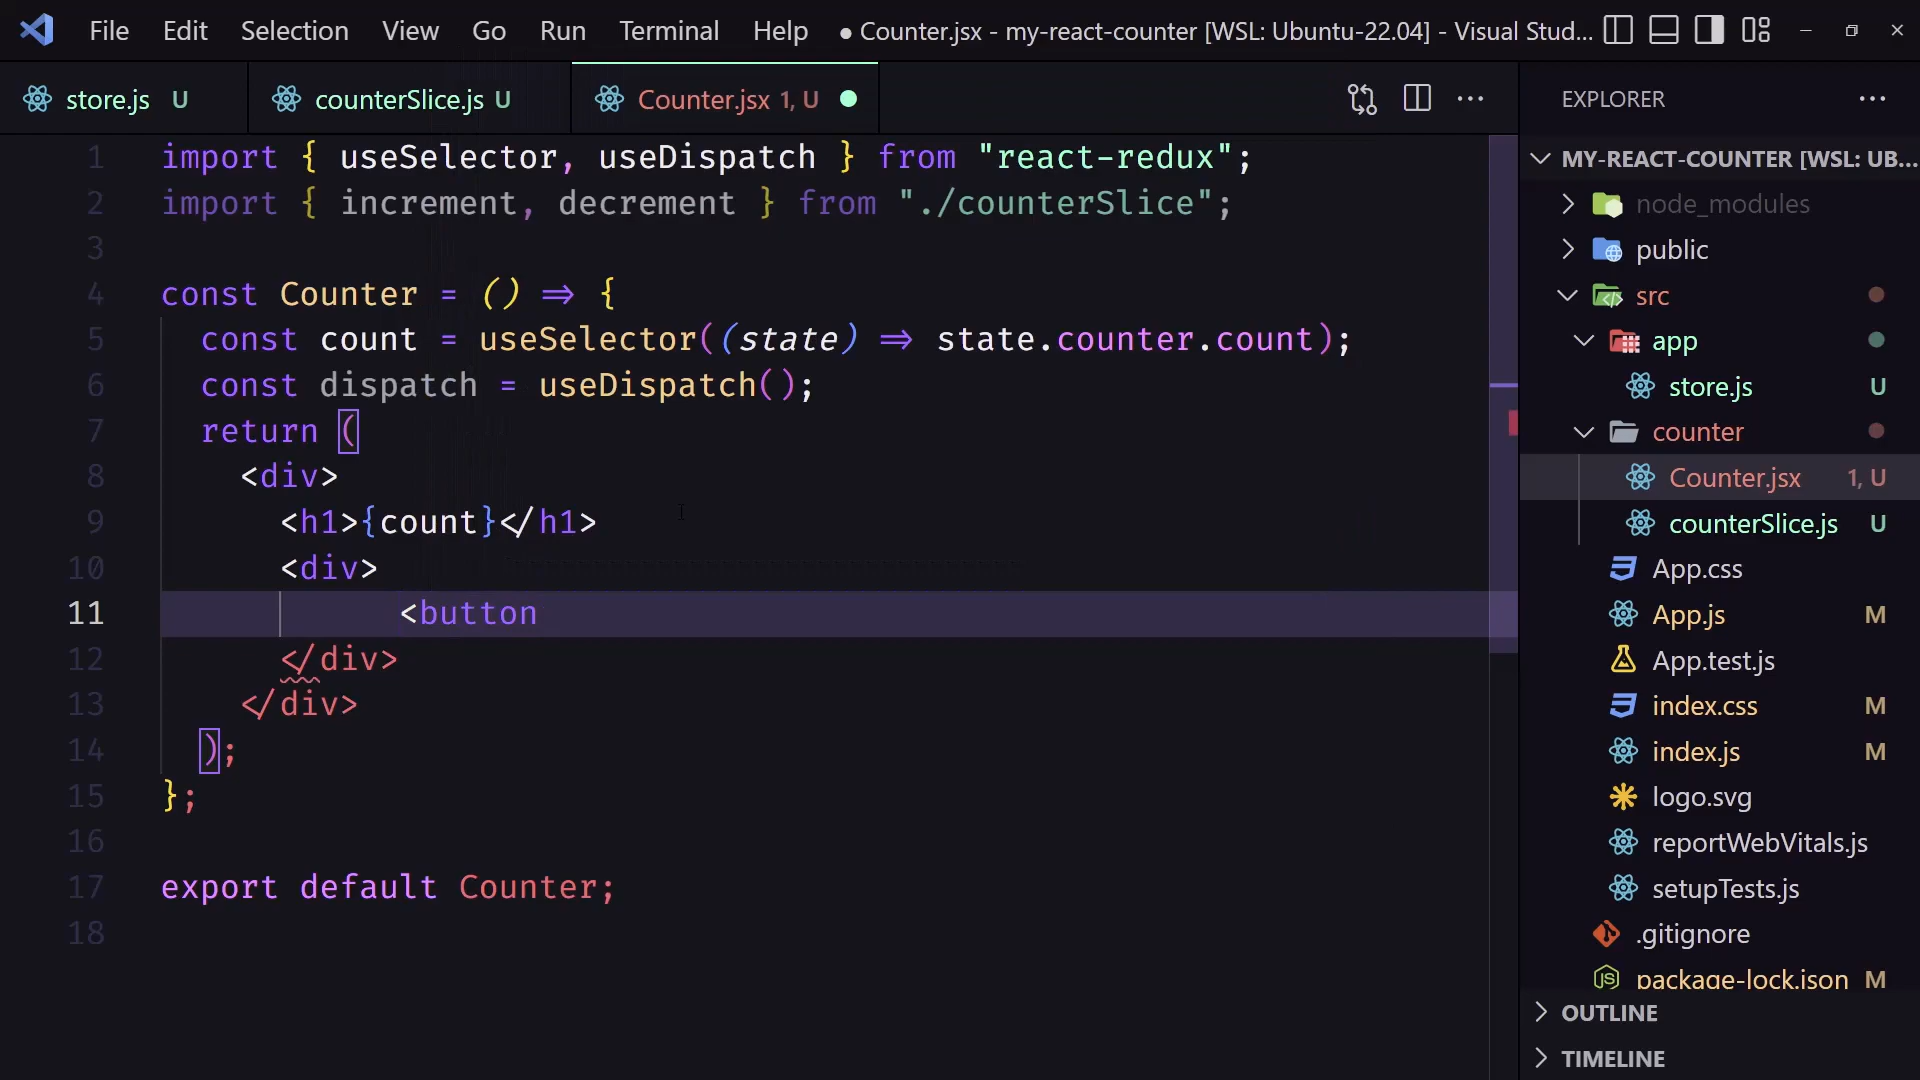 File Edit Selection View Go Run Terminal Help ● Counter.jsx - my-react-counter [WSL: Ubuntu-22.04] - Visual Stud...
store.js U counterSlice.js U Counter.jsx 1, U
1 import { useSelector, useDispatch } from "react-redux";
2 import { increment, decrement } from "./counterSlice";
3
4 const Counter = () => {
5 const count = useSelector((state) => state.counter.count);
6 const dispatch = useDispatch();
7 return (
8 <div>
9 <h1>{count}</h1>
10 <div>
11 <button
12 </div>
13 </div>
14 );
15 };
16
17 export default Counter;
18
EXPLORER
MY-REACT-COUNTER [WSL: UB...
node_modules
public
src
app
store.js U
counter
Counter.jsx 1, U
counterSlice.js U
App.css
App.js M
App.test.js
index.css M
index.js M
logo.svg
reportWebVitals.js
setupTests.js
.gitignore
package-lock.json M
OUTLINE
TIMELINE